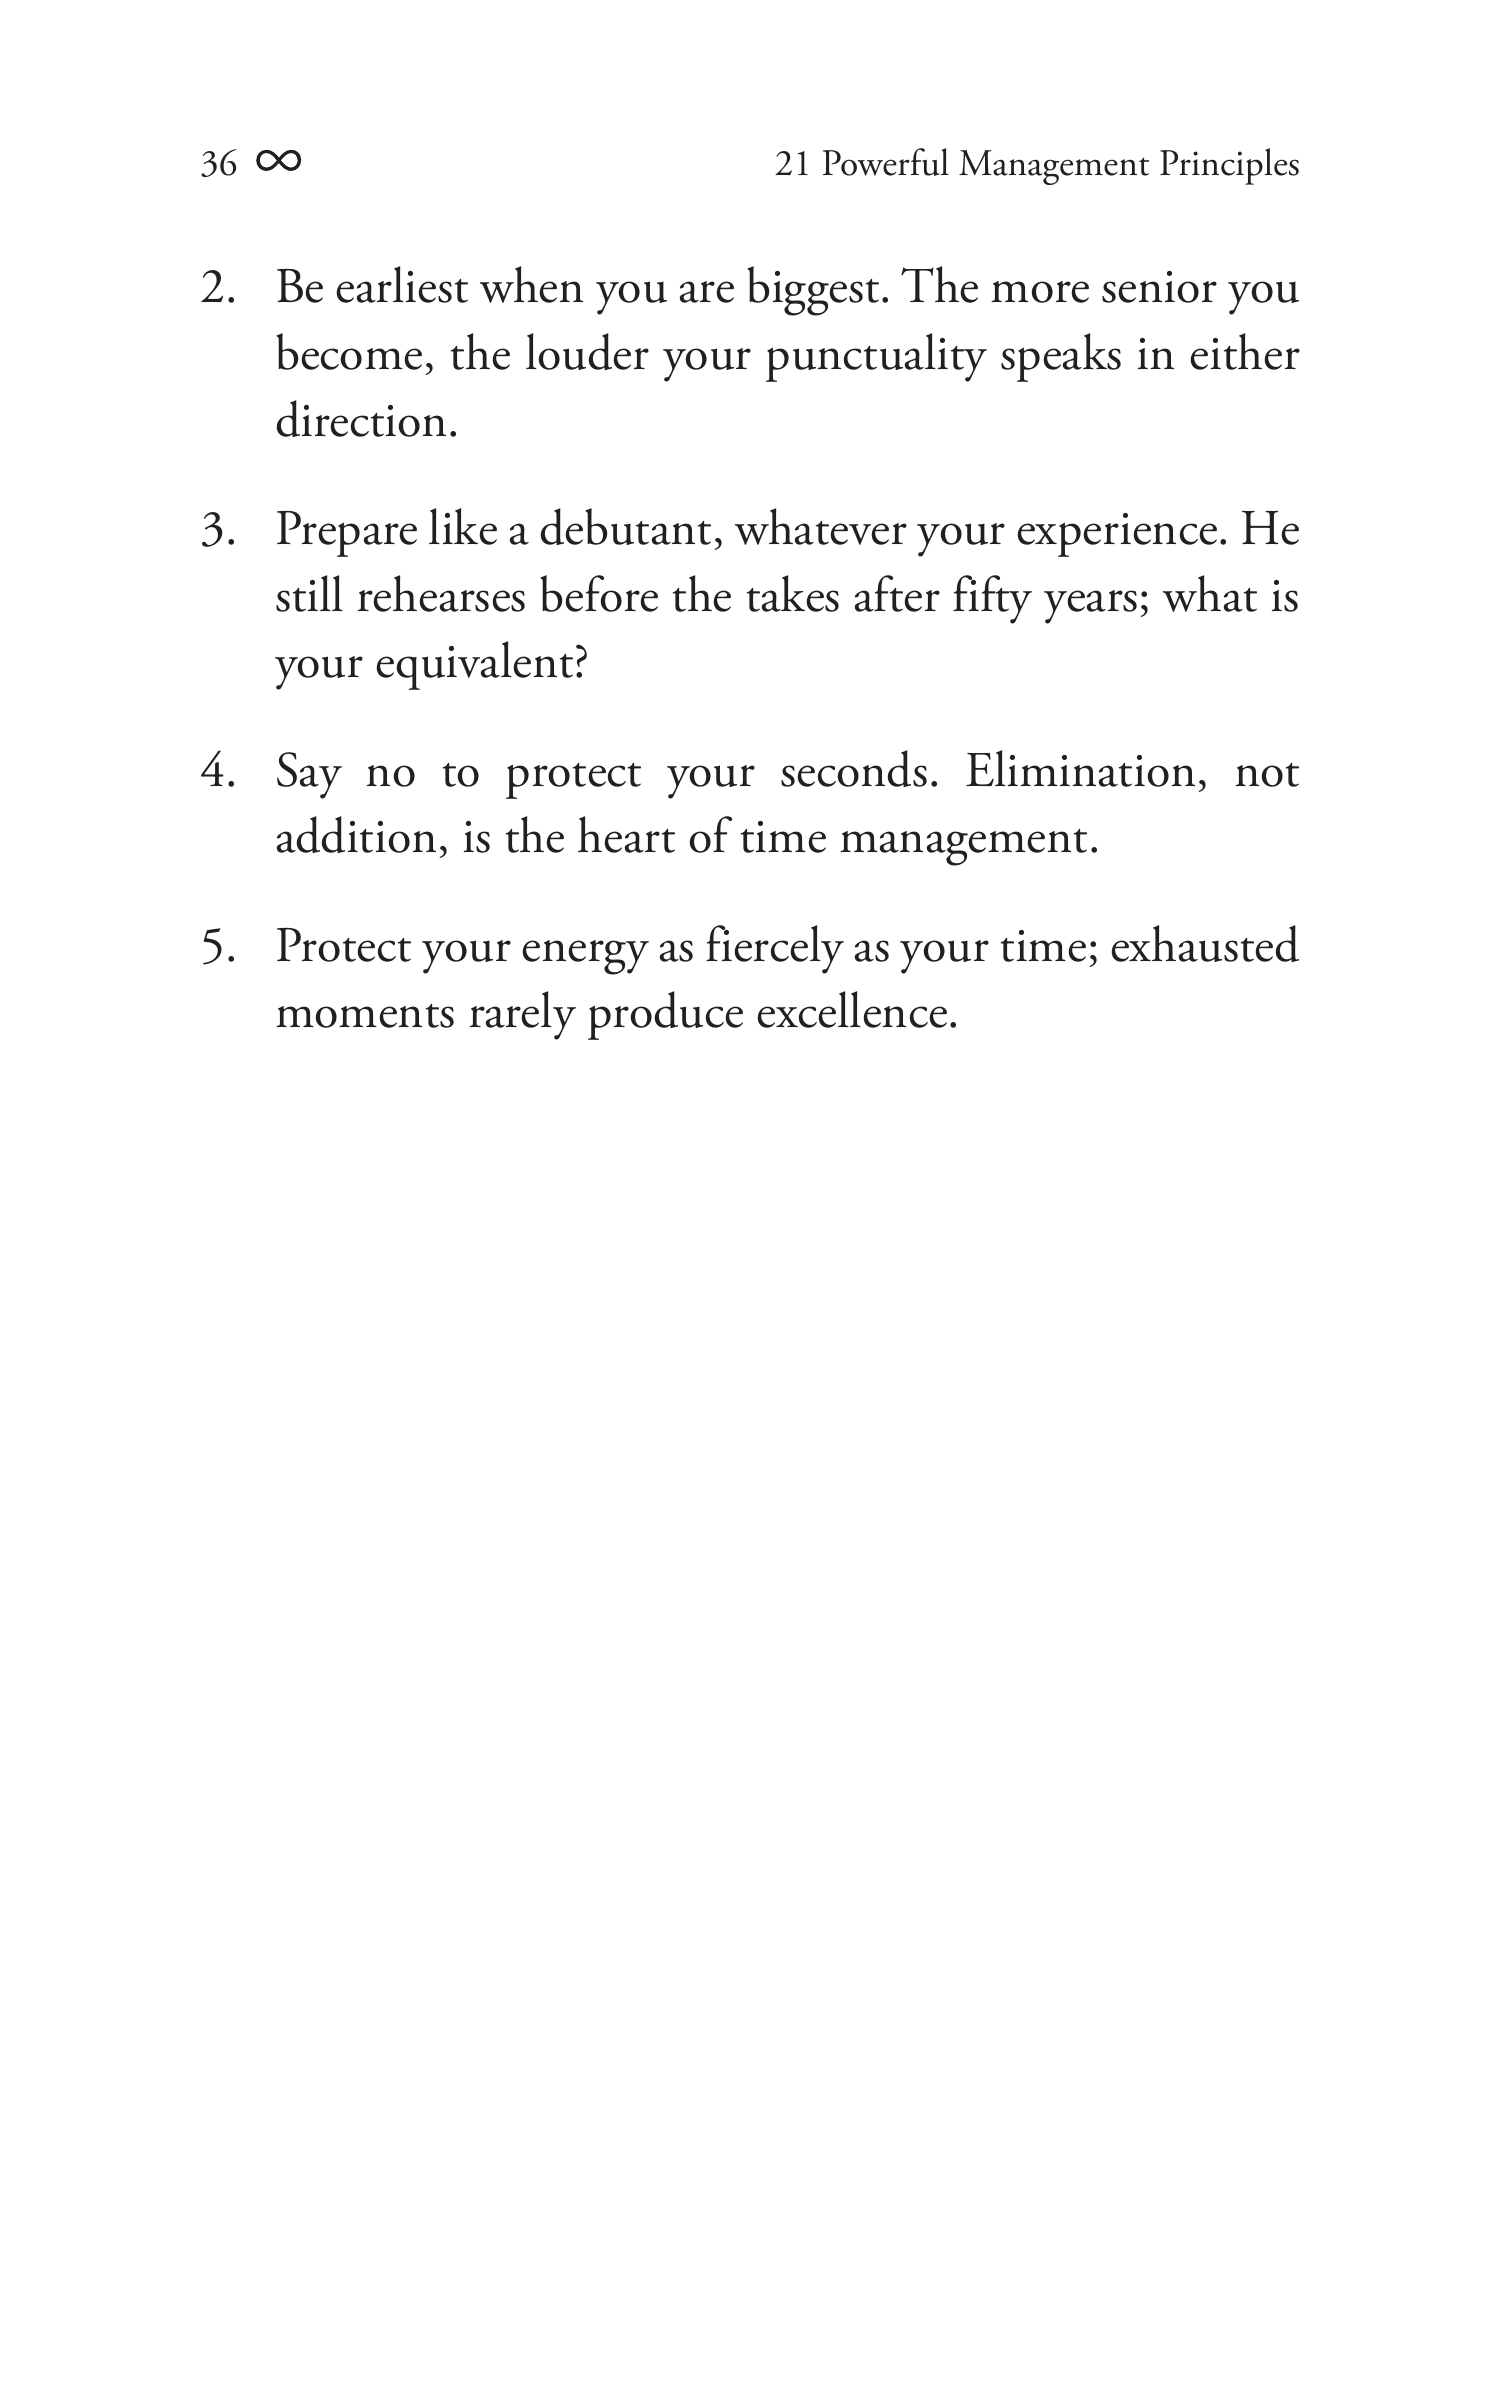 36 ∞ 21 Powerful Management Principles
2. Be earliest when you are biggest. The more senior you
become, the louder your punctuality speaks in either
direction.
3. Prepare like a debutant, whatever your experience. He
still rehearses before the takes after fifty years; what is
your equivalent?
4. Say no to protect your seconds. Elimination, not
addition, is the heart of time management.
5. Protect your energy as fiercely as your time; exhausted
moments rarely produce excellence.